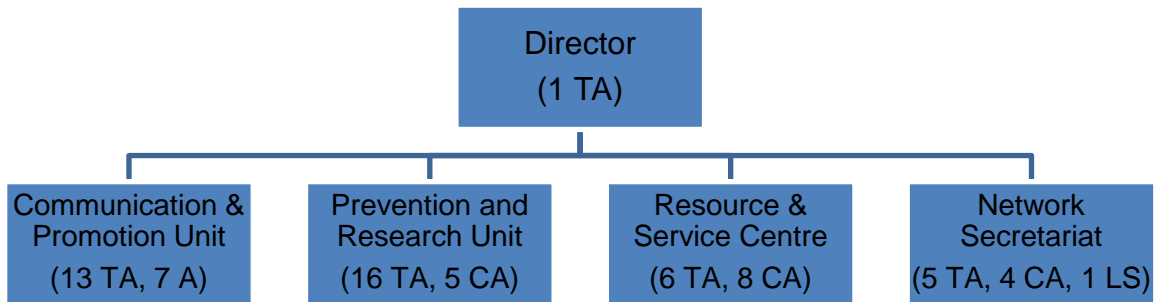 Director
(1 TA)
Communication &
Promotion Unit
(13 TA, 7 A)
Prevention and
Research Unit
(16 TA, 5 CA)
Resource &
Service Centre
(6 TA, 8 CA)
Network
Secretariat
(5 TA, 4 CA, 1 LS)